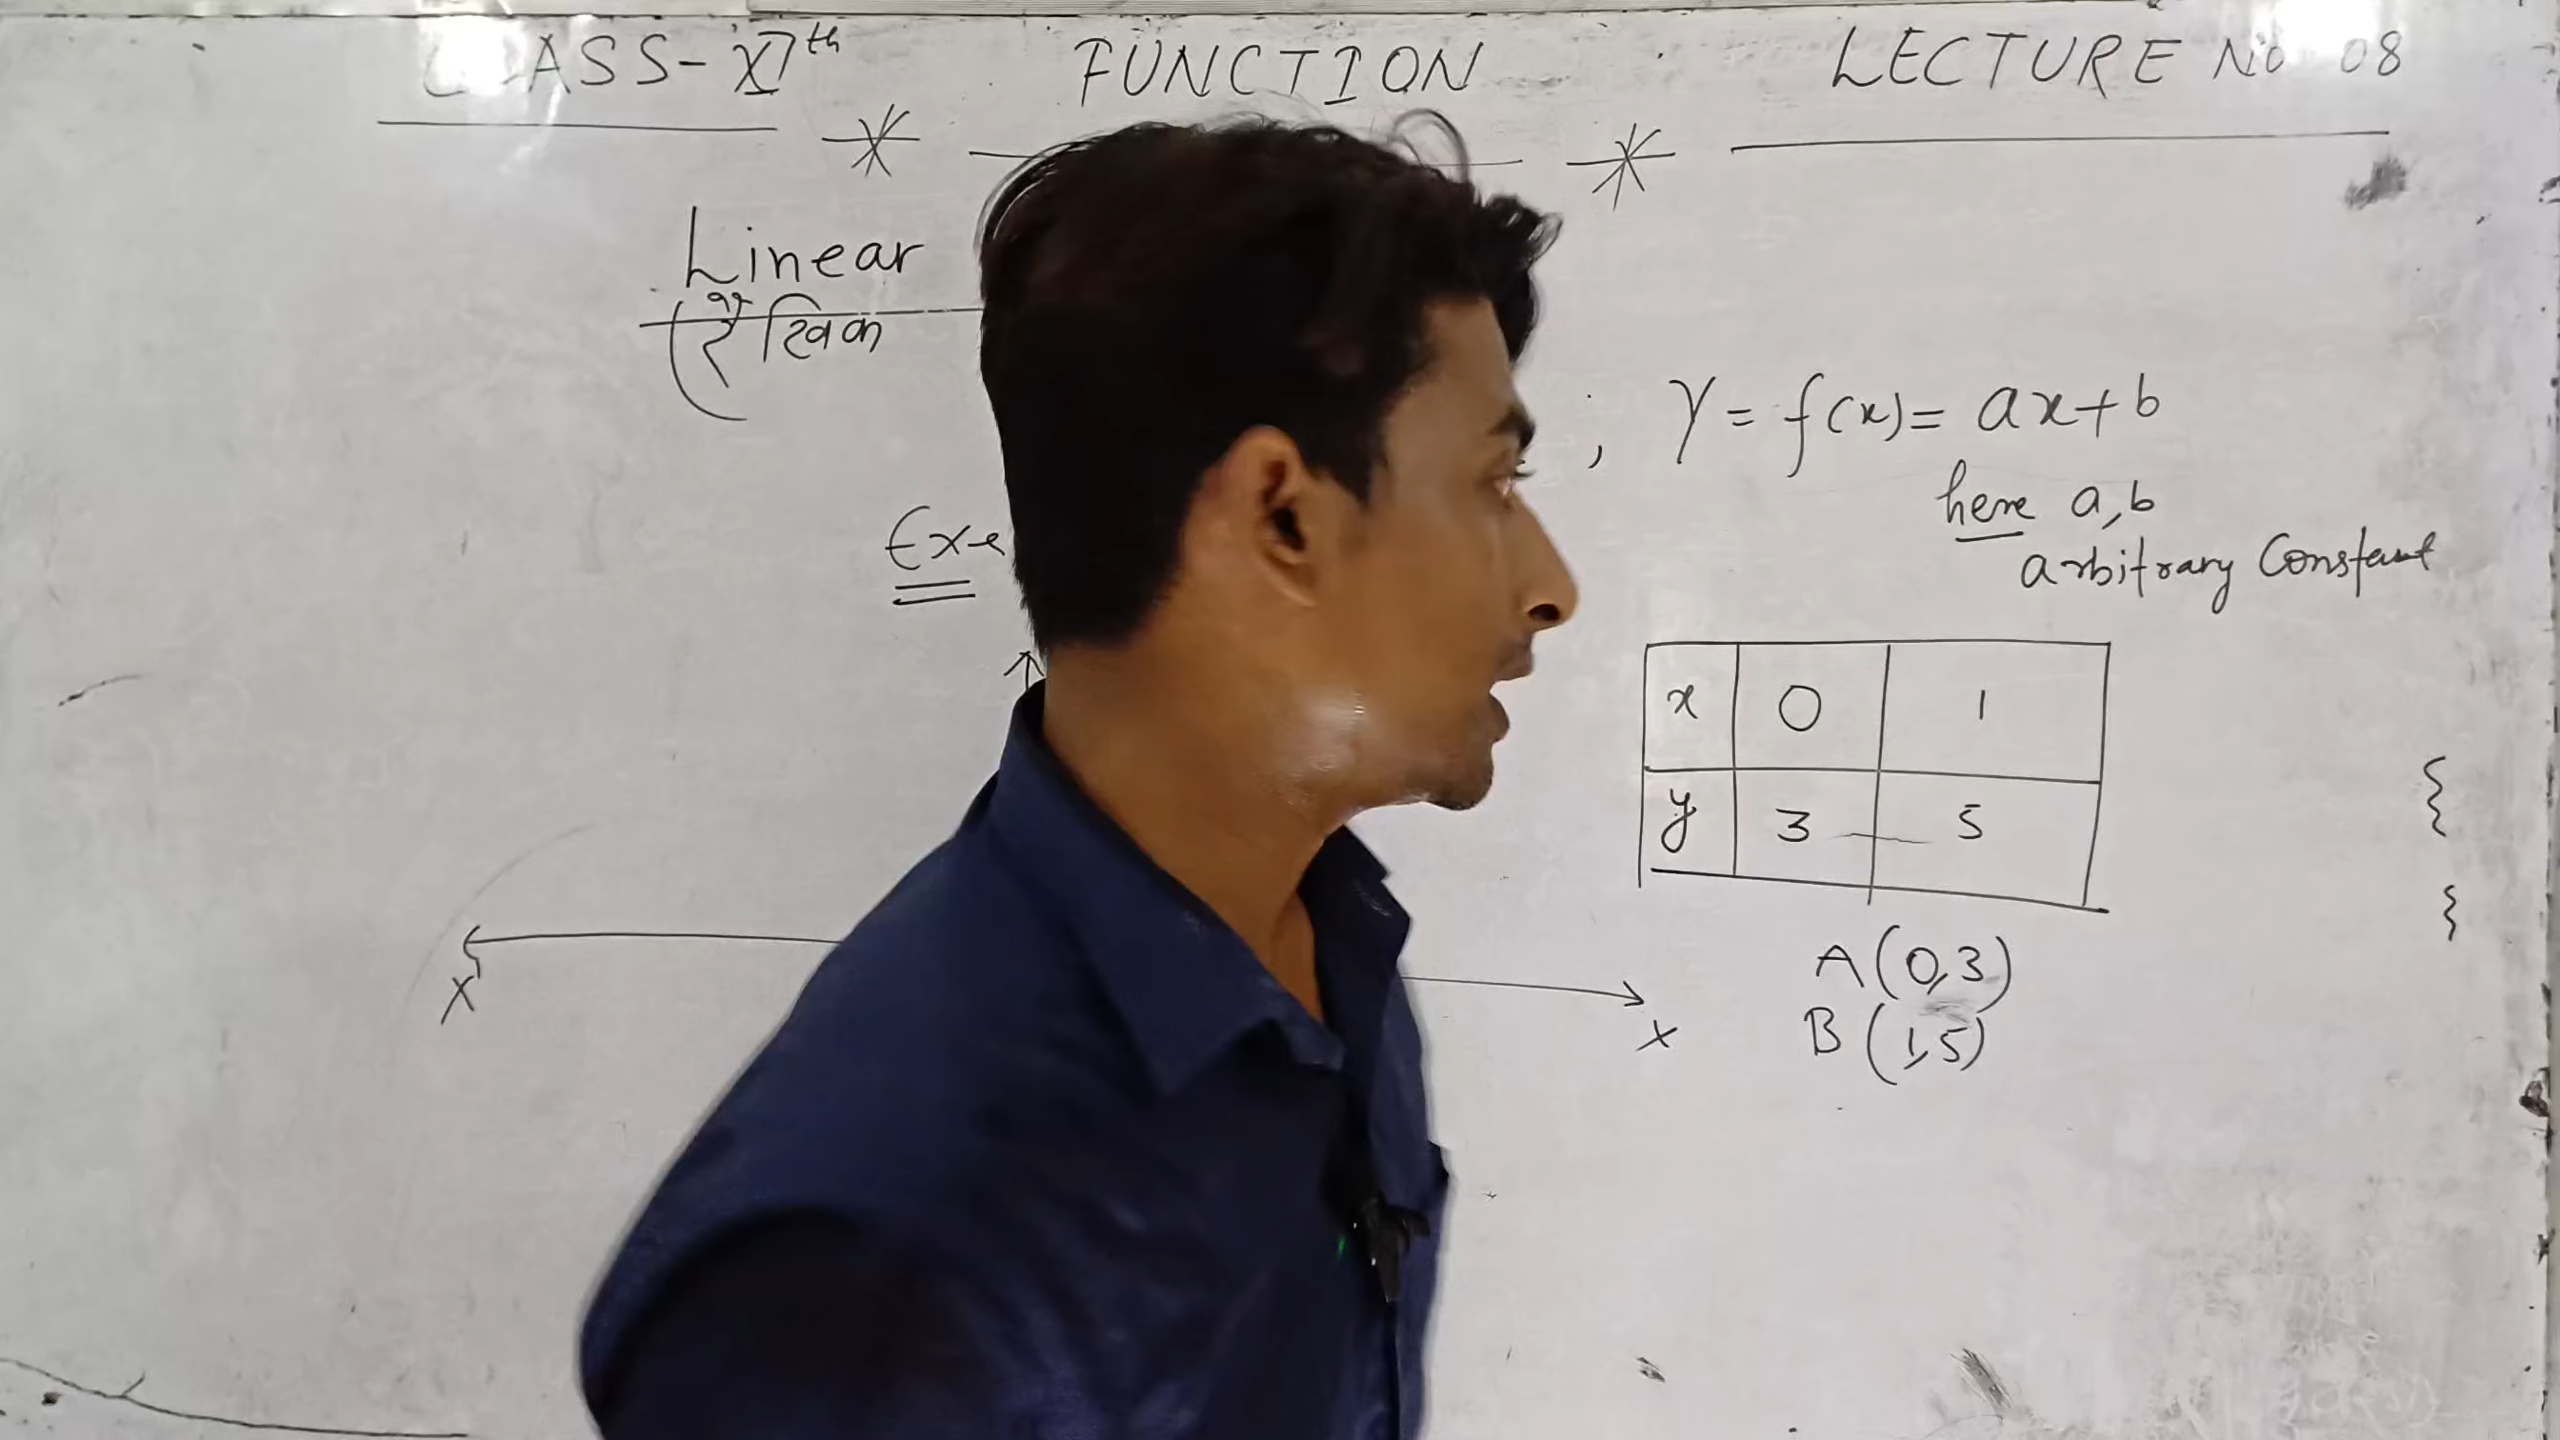 CLASS-XIth FUNCTION LECTURE No 08
Linear
(रैखिक
; Y = f(x) = ax+b
here a,b
arbitrary Constant
Ex-
x 0 1
y 3 5
A(0,3)
B(1,5)
X'
x